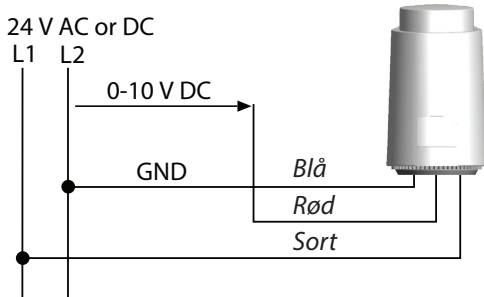 24 V AC or DC
L1 L2
0-10 V DC
GND Blå
Rød
Sort